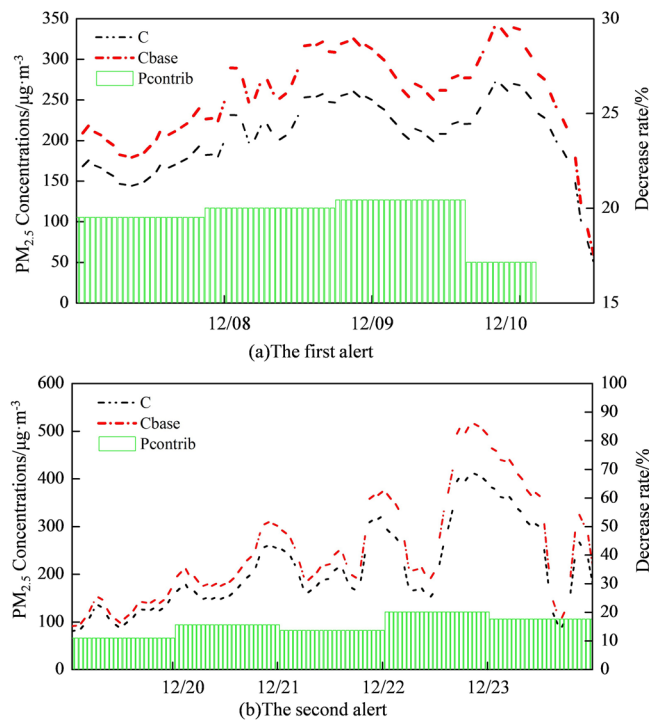 350
300
250
200
150
100
50
0
PM2.5 Concentrations/μg·m-3
C
Cbase
Pcontrib
30
25
20
15
Decrease rate/%
12/08 12/09 12/10
(a)The first alert
600
500
400
300
200
100
0
PM2.5 Concentrations/μg·m-3
C
Cbase
Pcontrib
100
90
80
70
60
50
40
30
20
10
0
Decrease rate/%
12/20 12/21 12/22 12/23
(b)The second alert